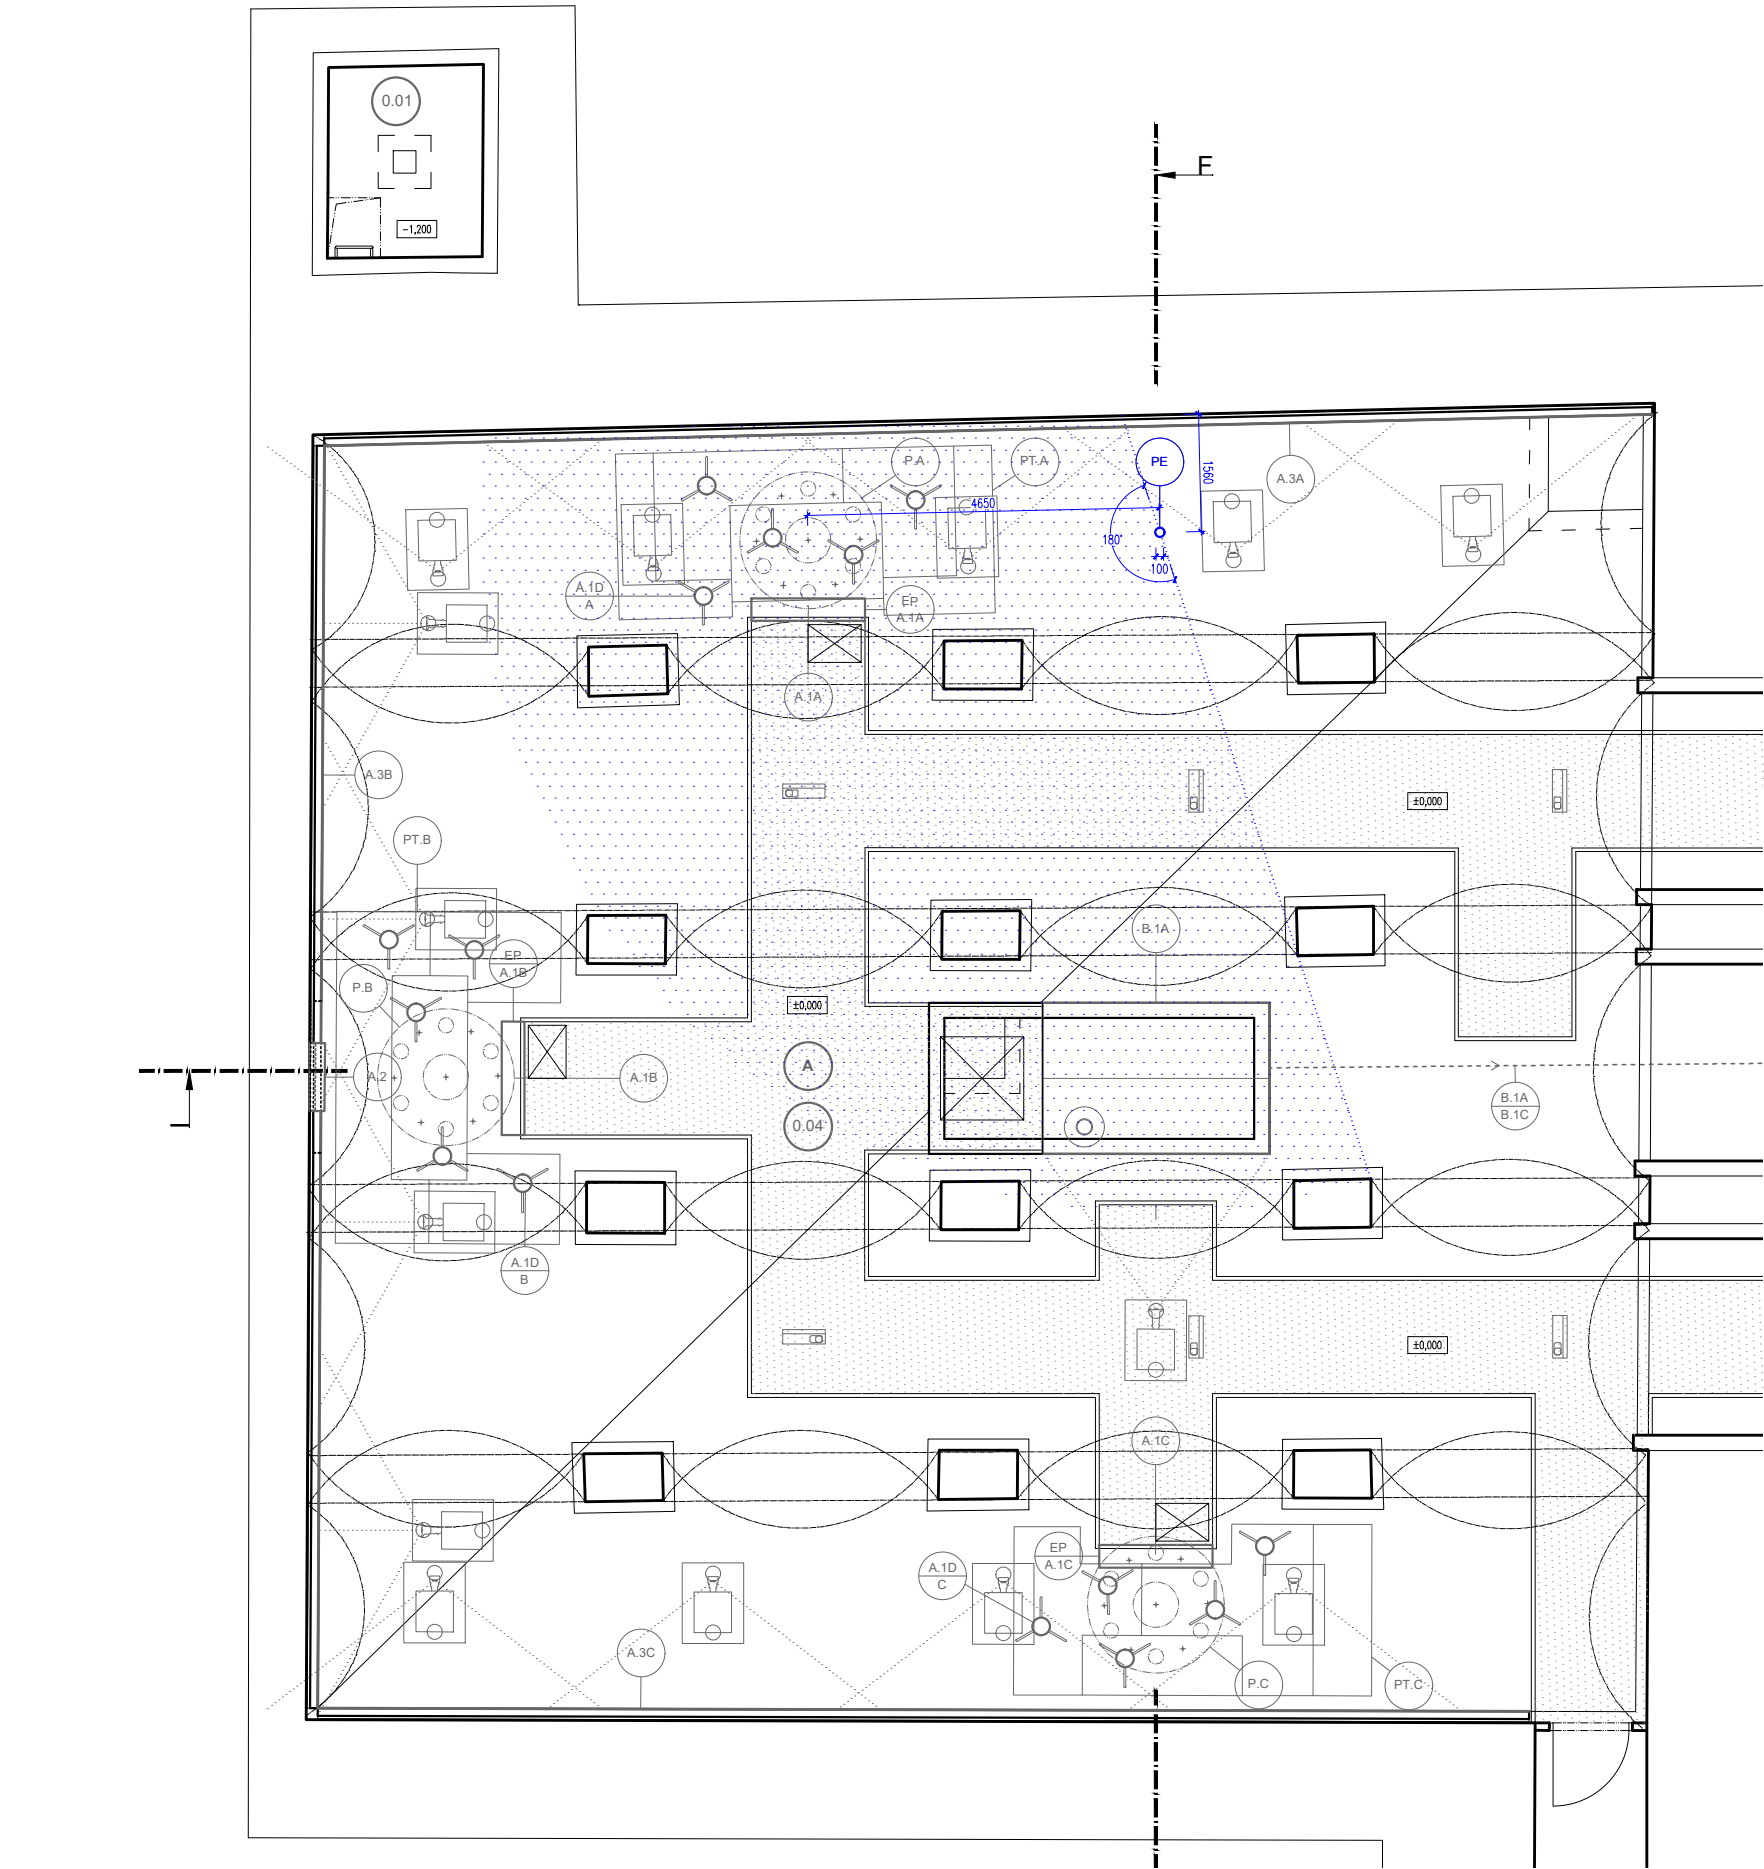 0.01
-1,200
F
P.A
PT.A
PE
1560
A.3A
4650
180°
100
A.1D
A
EP
A.1A
A.1A
A.3B
±0,000
PT.B
B.1A
EP
A.1B
P.B
±0,000
A
A.2
A.1B
0.04
B.1A
B.1C
A.1D
B
±0,000
A.1C
EP
A.1C
A.1D
C
A.3C
P.C
PT.C